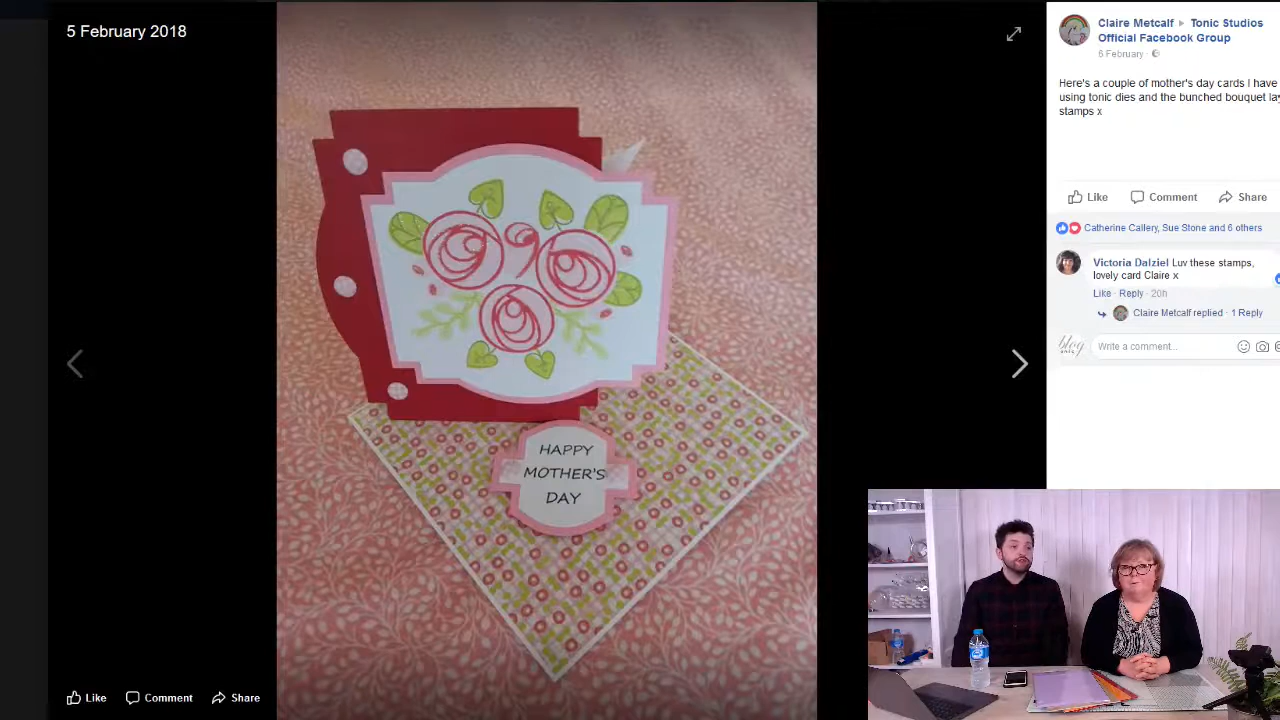 5 February 2018
HAPPY
MOTHER'S
DAY
Like Comment Share
Claire Metcalf ▸ Tonic Studios
Official Facebook Group
6 February
Here's a couple of mother's day cards I have
using tonic dies and the bunched bouquet
stamps x
Like Comment Share
Catherine Callery, Sue Stone and 6 others
Victoria Dalziel Luv these stamps,
lovely card Claire x
Like · Reply · 20h
Claire Metcalf replied · 1 Reply
blog
Write a comment...